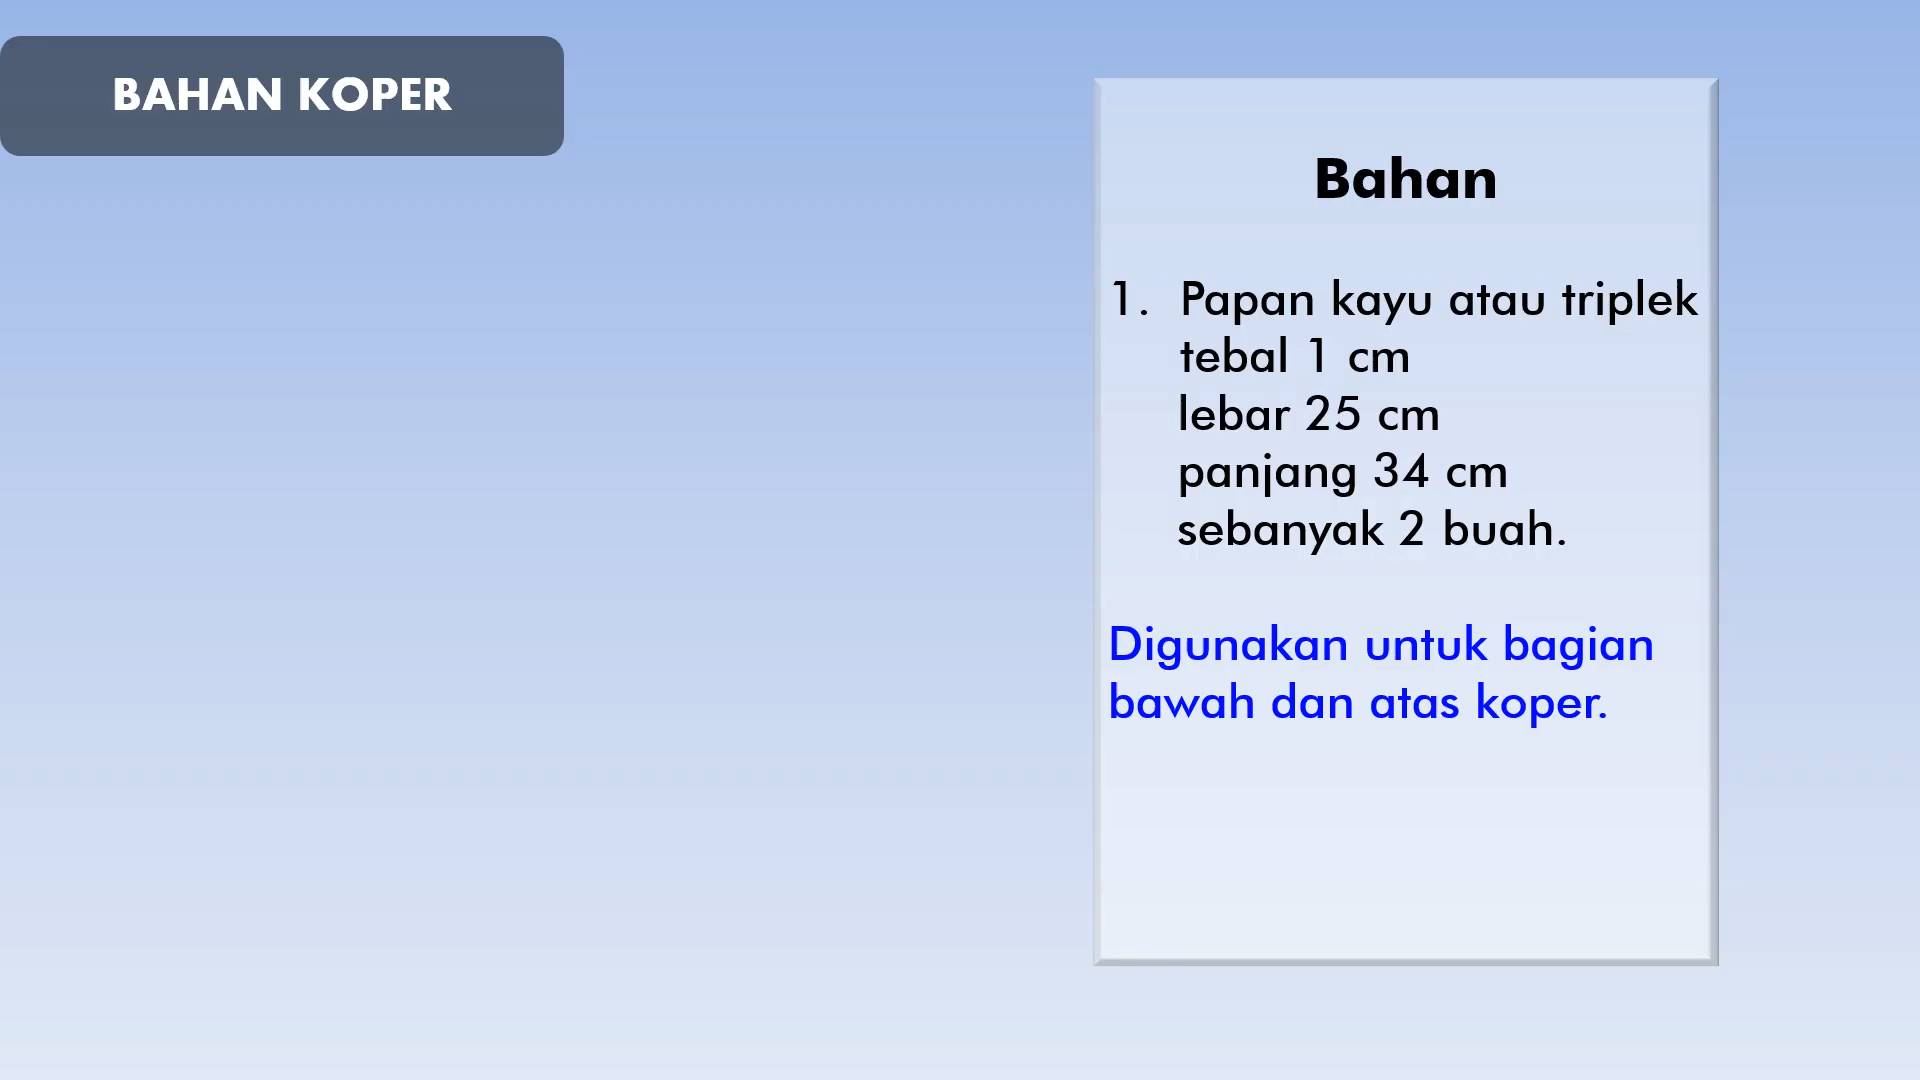 BAHAN KOPER
Bahan
1. Papan kayu atau triplek
tebal 1 cm
lebar 25 cm
panjang 34 cm
sebanyak 2 buah.
Digunakan untuk bagian
bawah dan atas koper.